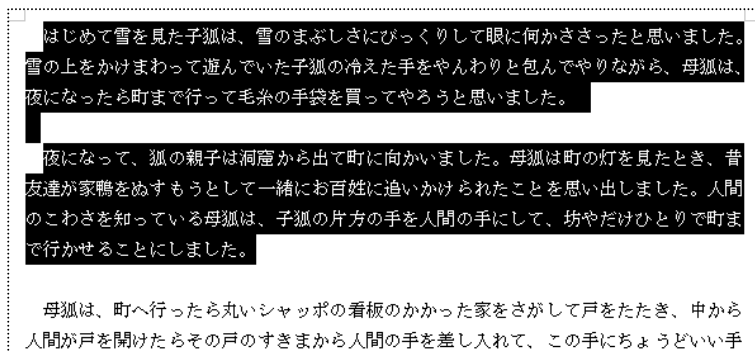 はじめて雪を見た子狐は、雪のまぶしさにびっくりして眼に何かささったと思いました。
雪の上をかけまわって遊んでいた子狐の冷えた手をやんわりと包んでやりながら、母狐は、
夜になったら町まで行って毛糸の手袋を買ってやろうと思いました。
夜になって、狐の親子は洞窟から出て町に向かいました。母狐は町の灯を見たとき、昔
友達が家鴨をぬすもうとして一緒にお百姓に追いかけられたことを思い出しました。人間
のこわさを知っている母狐は、子狐の片方の手を人間の手にして、坊やだけひとりで町ま
で行かせることにしました。
母狐は、町へ行ったら丸いシャッポの看板のかかった家をさがして戸をたたき、中から
人間が戸を開けたらその戸のすきまから人間の手を差し入れて、この手にちょうどいい手